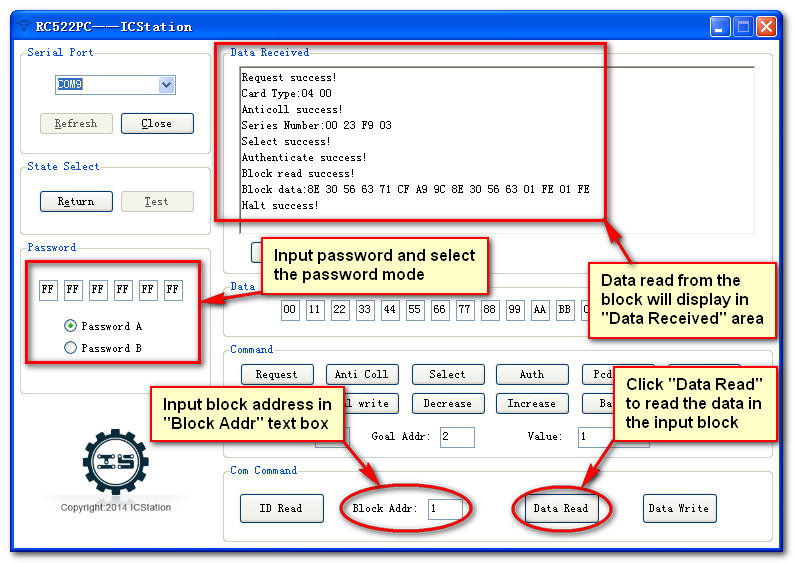 RC522PC——ICStation
Serial Port
COM9
Refresh
Close
State Select
Return
Test
Password
FF FF FF FF FF FF
Password A
Password B
Copyright:2014 ICStation
Data Received
Request success!
Card Type:04 00
Anticoll success!
Series Number:00 23 F9 03
Select success!
Authenticate success!
Block read success!
Block data:8E 30 56 63 71 CF A9 9C 8E 30 56 63 01 FE 01 FE
Halt success!
Input password and select
the password mode
Data read from the
block will display in
"Data Received" area
Data
00 11 22 33 44 55 66 77 88 99 AA BB
Command
Request
Anti Coll
Select
Auth
Pcd
write
Decrease
Increase
Ba
Input block address in
"Block Addr" text box
Click "Data Read"
to read the data in
the input block
Goal Addr: 2
Value: 1
Com Command
ID Read
Block Addr: 1
Data Read
Data Write